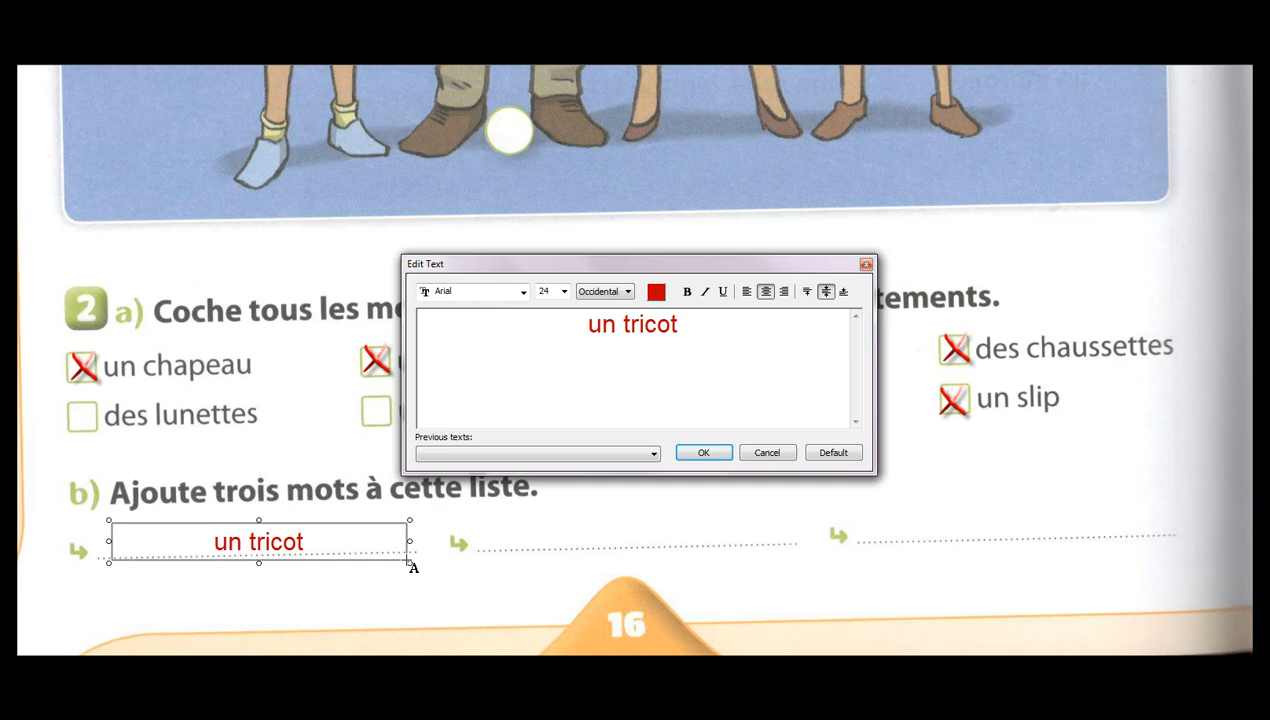 Edit Text
Arial 24 Occidental B I U
un tricot
Previous texts:
OK Cancel Default
2 a) Coche tous les tements.
un chapeau
des chaussettes
des lunettes
un slip
b) Ajoute trois mots à cette liste.
un tricot
A
16